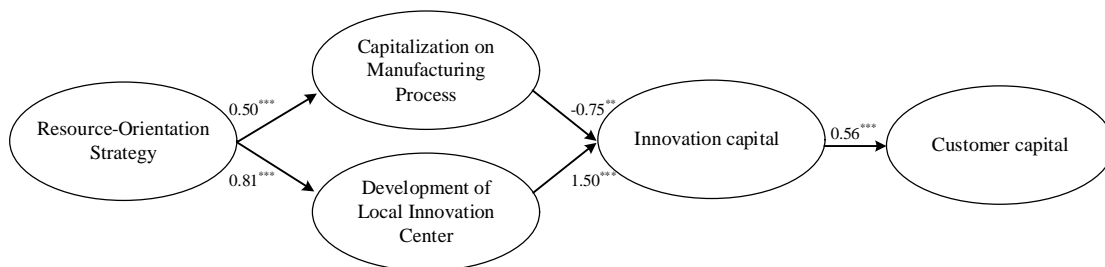 Capitalization on
Manufacturing
Process
0.50***
-0.75**
Resource-Orientation
Strategy
Innovation capital
0.56***
Customer capital
0.81***
1.50***
Development of
Local Innovation
Center